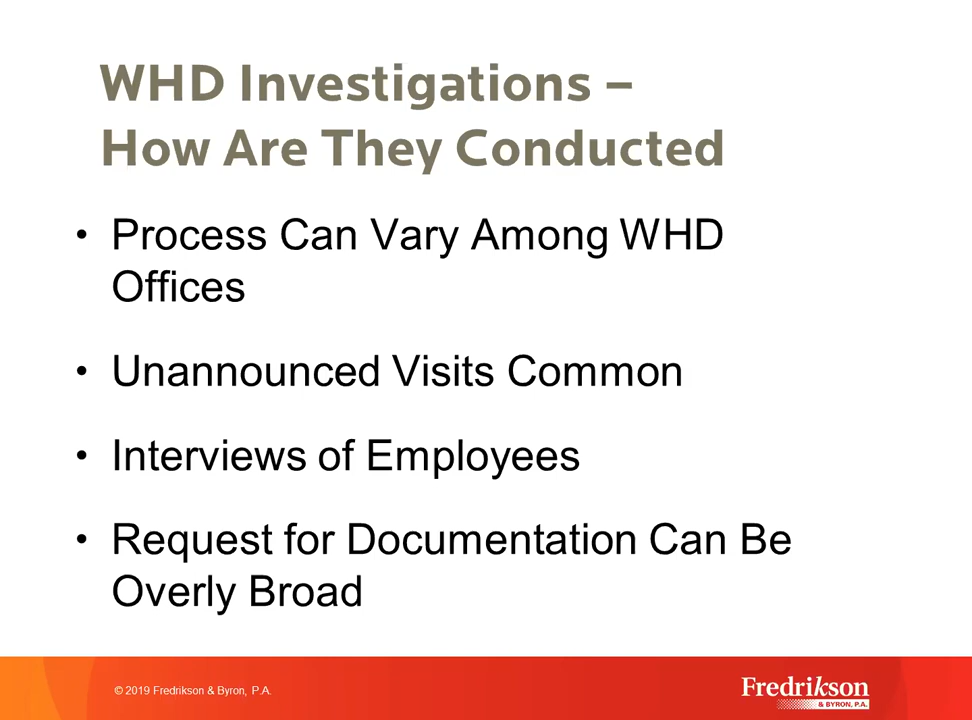 WHD Investigations –
How Are They Conducted
• Process Can Vary Among WHD
Offices
• Unannounced Visits Common
• Interviews of Employees
• Request for Documentation Can Be
Overly Broad
© 2019 Fredrikson & Byron, P.A.
Fredrikson
& BYRON, P.A.